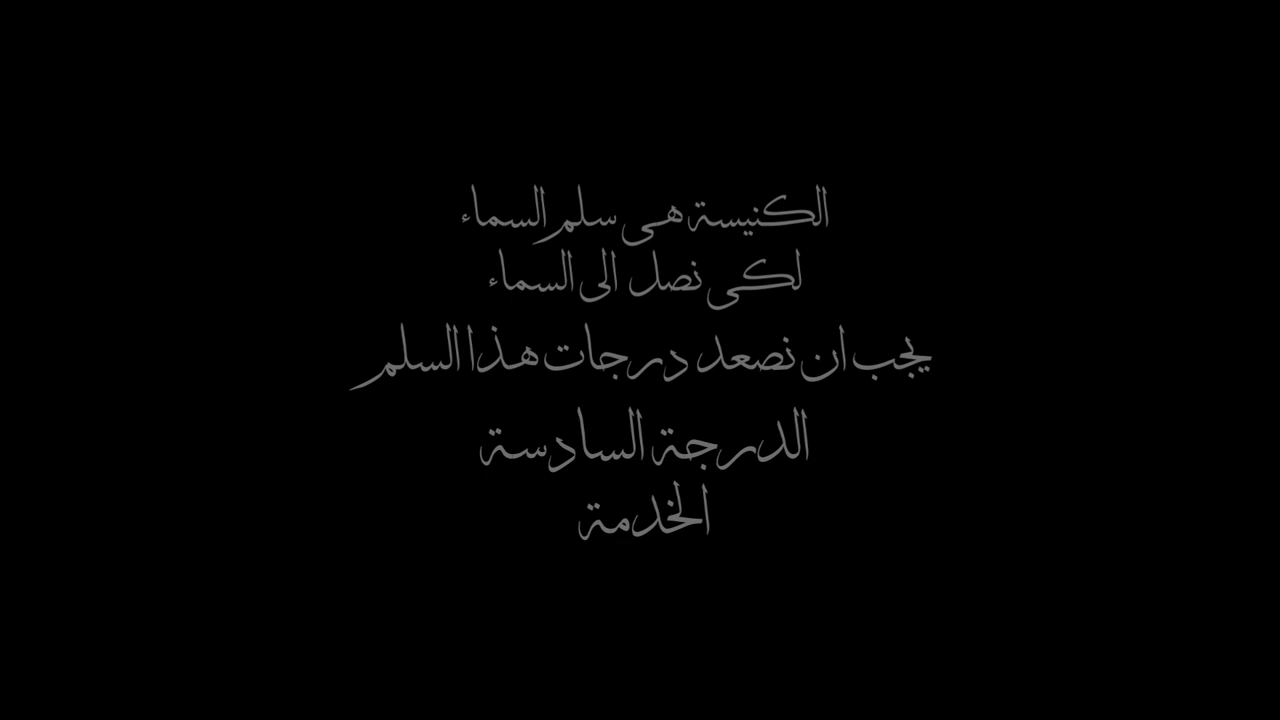 الكنيسة هى سلم السماء
لكى نصل الى السماء
يجب ان نصعد درجات هذا السلم
الدرجة السادسة
الخدمة